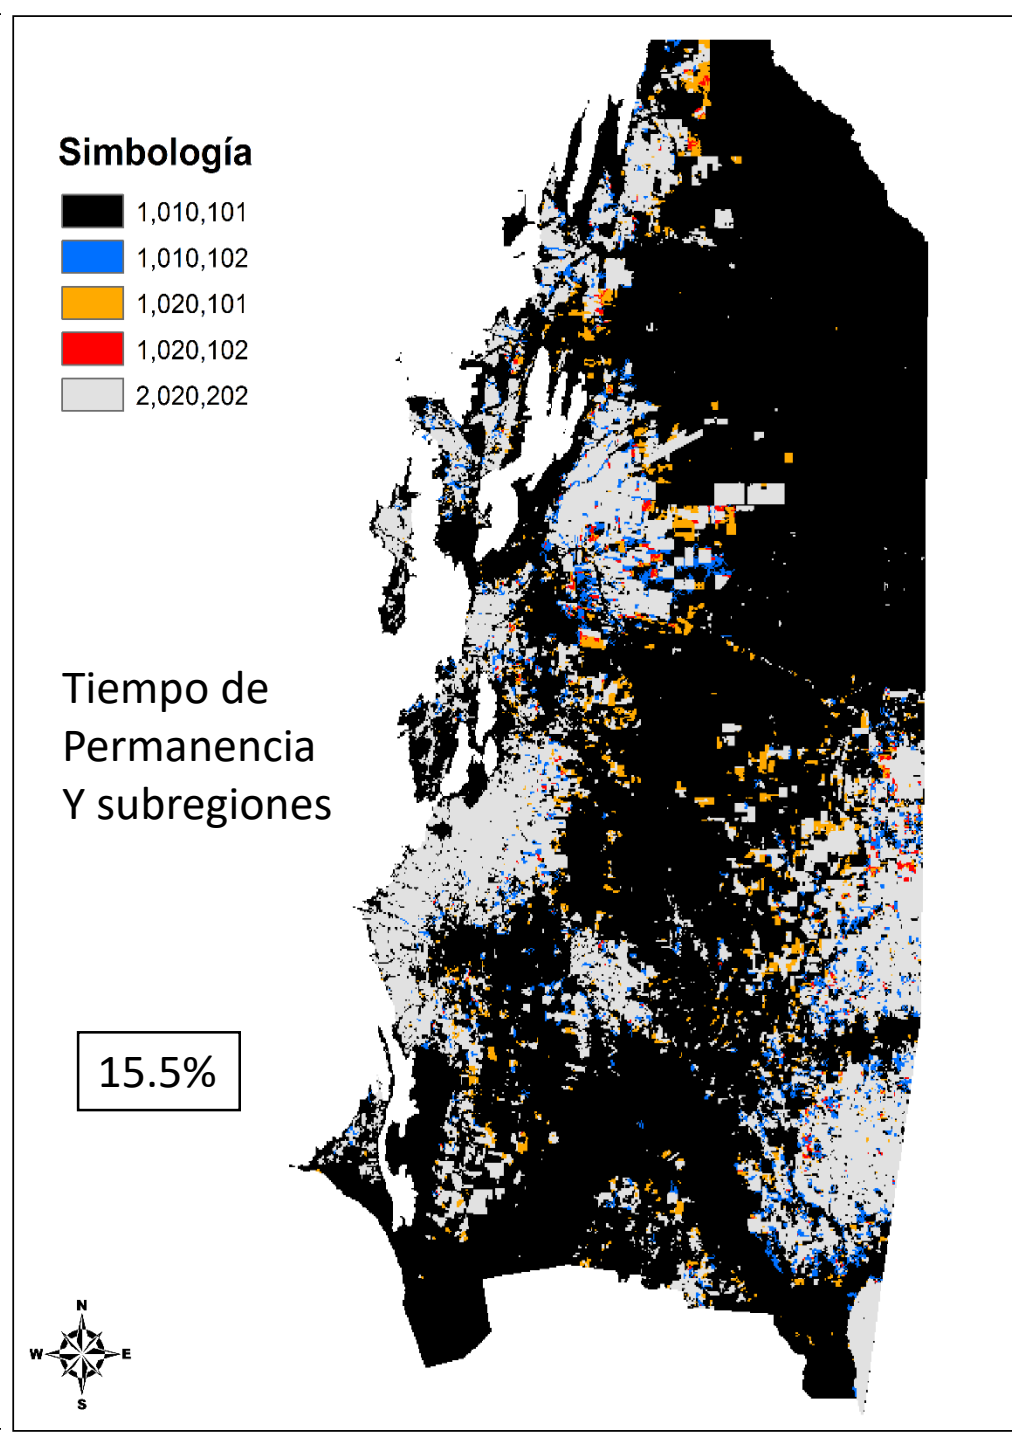 Simbología
1,010,101
1,010,102
1,020,101
1,020,102
2,020,202
Tiempo de
Permanencia
Y subregiones
15.5%
N
W E
S